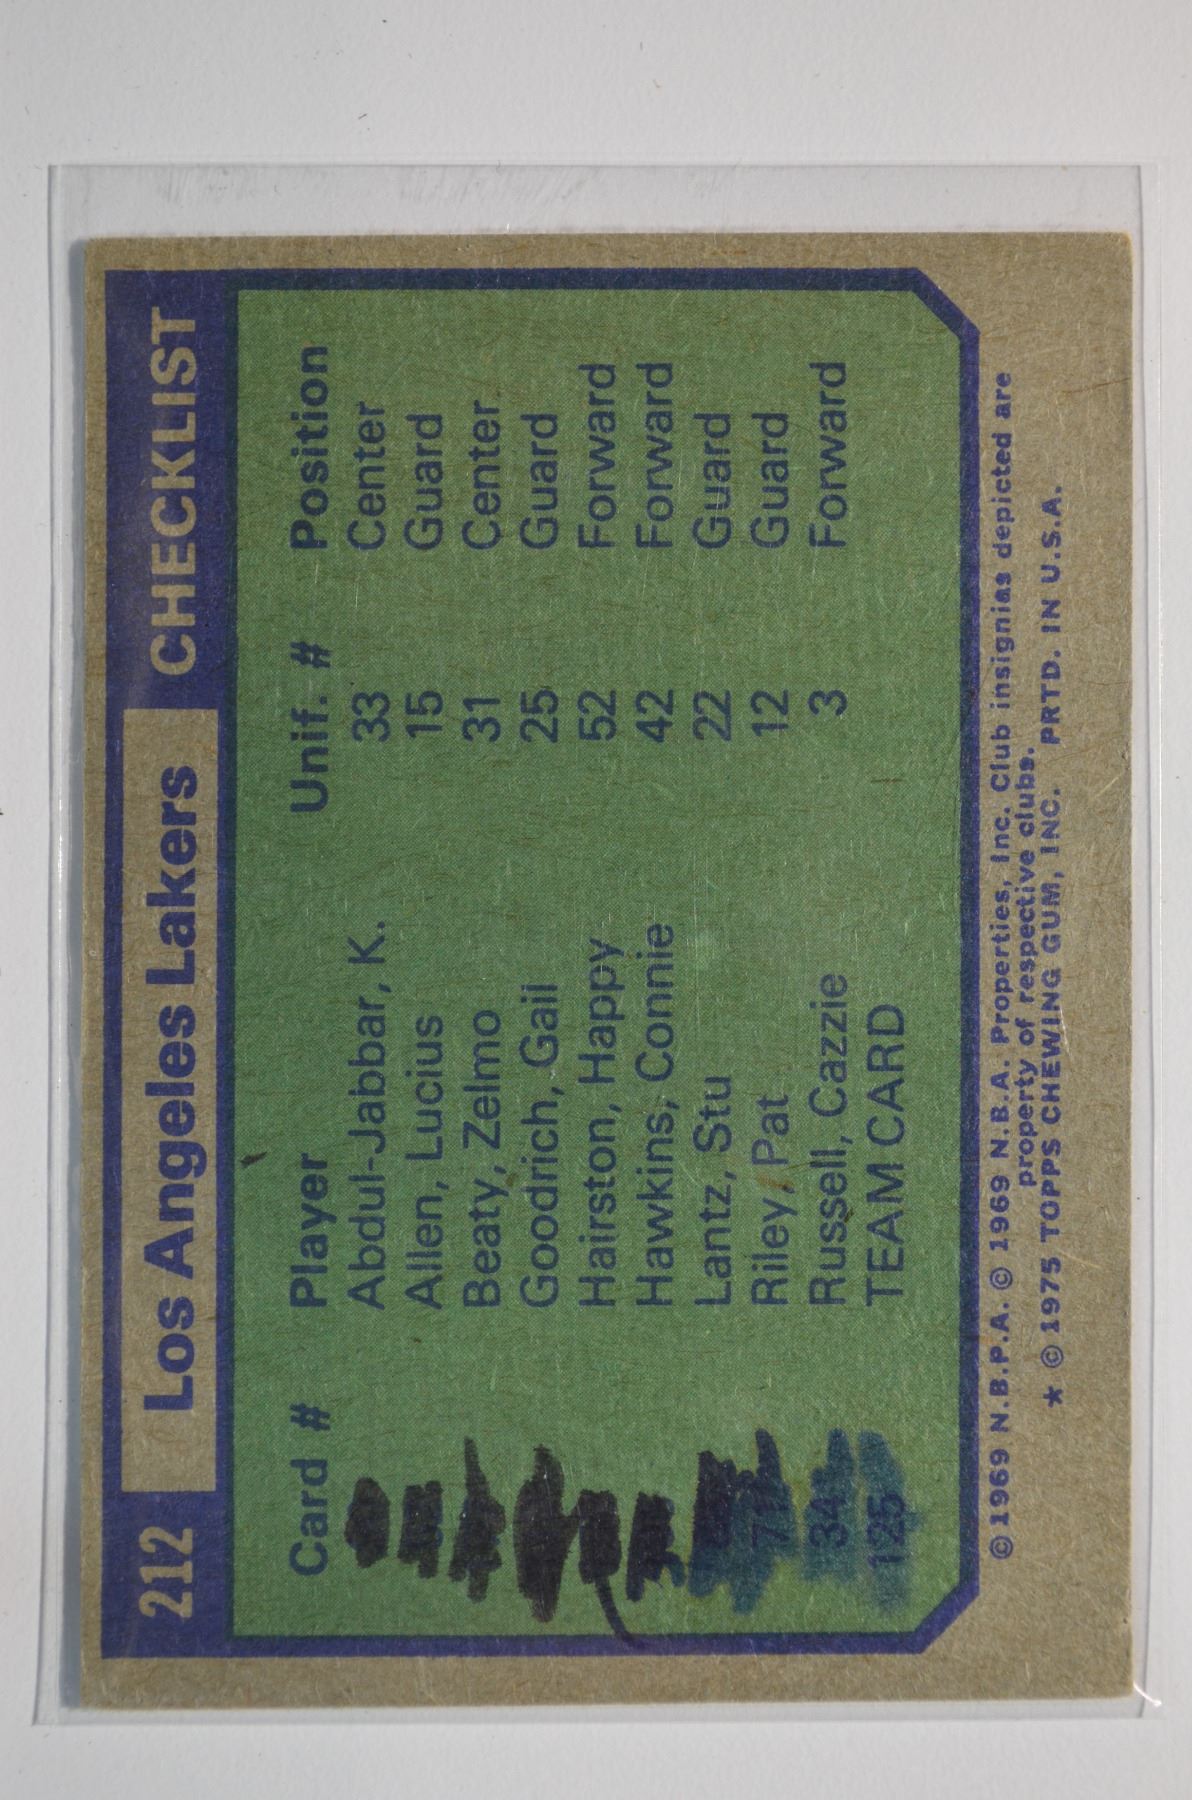 212 Los Angeles Lakers CHECKLIST
Card # Player Unif. # Position
Abdul-Jabbar, K. 33 Center
Allen, Lucius 15 Guard
Beaty, Zelmo 31 Center
Goodrich, Gail 25 Guard
Hairston, Happy 52 Forward
Hawkins, Connie 42 Forward
Lantz, Stu 22 Guard
71 Riley, Pat 12 Guard
34 Russell, Cazzie 3 Forward
125 TEAM CARD
©1969 N.B.P.A. © 1969 N.B.A. Properties, Inc. Club insignias depicted are
property of respective clubs.
★ © 1975 TOPPS CHEWING GUM, INC. PRTD. IN U.S.A.